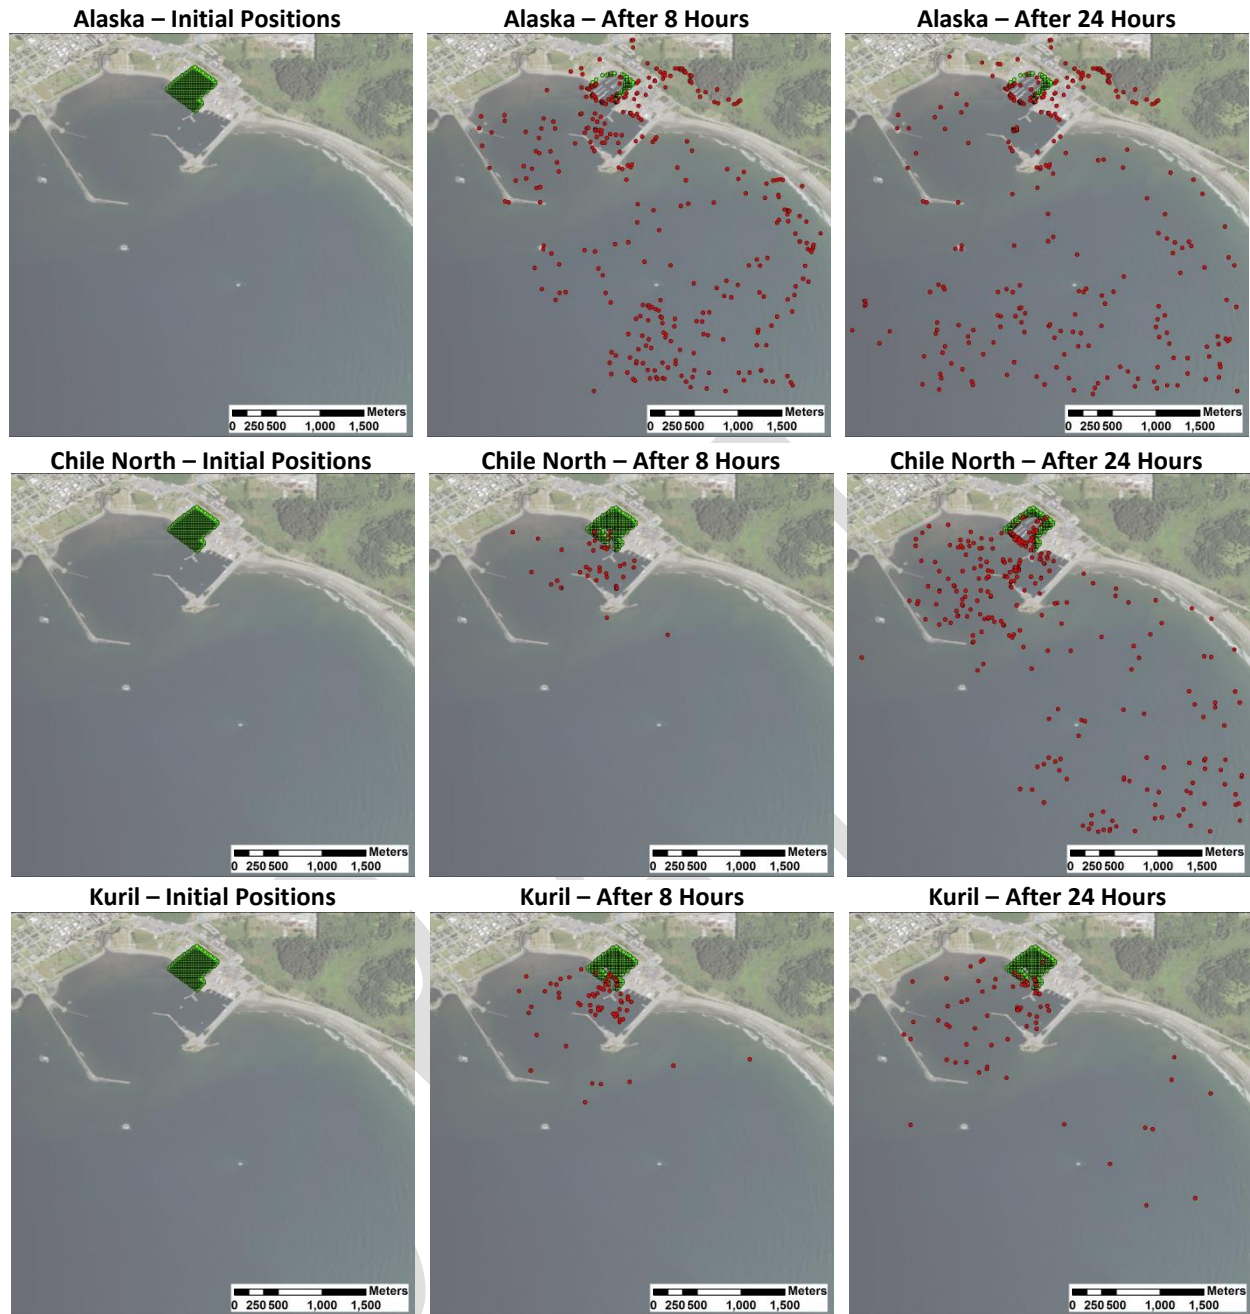 Alaska – Initial Positions
Alaska – After 8 Hours
Alaska – After 24 Hours
Meters
0 250 500 1,000 1,500
Meters
0 250 500 1,000 1,500
Meters
0 250 500 1,000 1,500
Chile North – Initial Positions
Chile North – After 8 Hours
Chile North – After 24 Hours
Meters
0 250 500 1,000 1,500
Meters
0 250 500 1,000 1,500
Meters
0 250 500 1,000 1,500
Kuril – Initial Positions
Kuril – After 8 Hours
Kuril – After 24 Hours
Meters
0 250 500 1,000 1,500
Meters
0 250 500 1,000 1,500
Meters
0 250 500 1,000 1,500